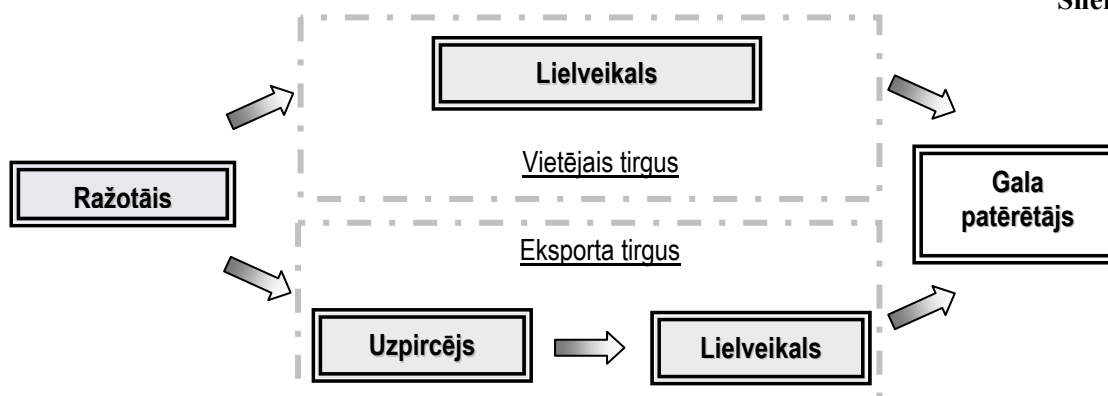 Lielveikals
Vietējais tirgus
Ražotāis
Gala
patērētājs
Eksporta tirgus
Uzpircējs
Lielveikals